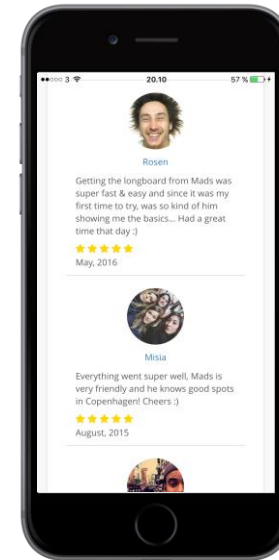 3 20.10 57 %
Rosen
Getting the longboard from Mads was
super fast & easy and since it was my
first time to try, was so kind of him
showing me the basics... Had a great
time that day :)
May, 2016
Misia
Everything went super well, Mads is
very friendly and he knows good spots
in Copenhagen! Cheers :)
August, 2015